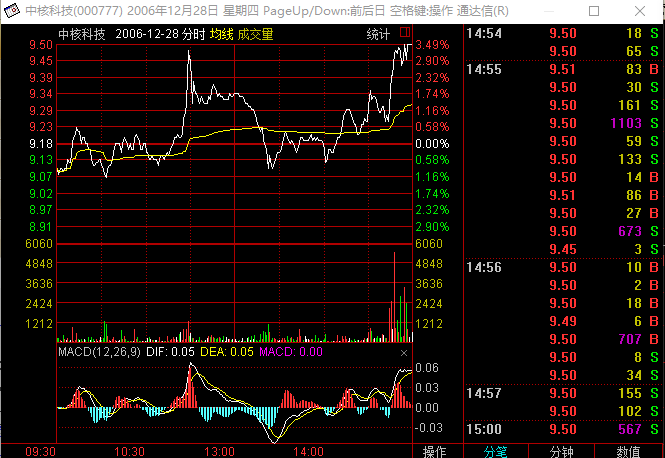 中核科技(000777) 2006年12月28日 星期四 PageUp/Down:前后日 空格键:操作 通达信(R)
中核科技 2006-12-28 分时 均线 成交量 统计
9.50 3.49%
9.45 2.90%
9.39 2.32%
9.34 1.74%
9.29 1.16%
9.23 0.58%
9.18 0.00%
9.13 0.58%
9.07 1.16%
9.02 1.74%
8.97 2.32%
8.91 2.90%
6060 6060
4848 4848
3636 3636
2424 2424
1212 1212
MACD(12,26,9) DIF: 0.05 DEA: 0.05 MACD: 0.00
0.06
0.03
0.00
-0.03
09:30 10:30 13:00 14:00
14:54 9.50 18 S
9.50 65 S
14:55 9.51 83 B
9.50 30 S
9.50 161 S
9.50 1103 S
9.50 59 S
9.50 133 S
9.50 14 B
9.51 86 B
9.50 27 B
9.50 673 S
9.45 3 S
14:56 9.50 10 B
9.50 2 B
9.50 18 B
9.49 6 B
9.50 707 B
9.50 8 S
9.50 34 S
14:57 9.50 155 S
9.50 102 S
15:00 9.50 567 S
操作 分笔 分钟 数值